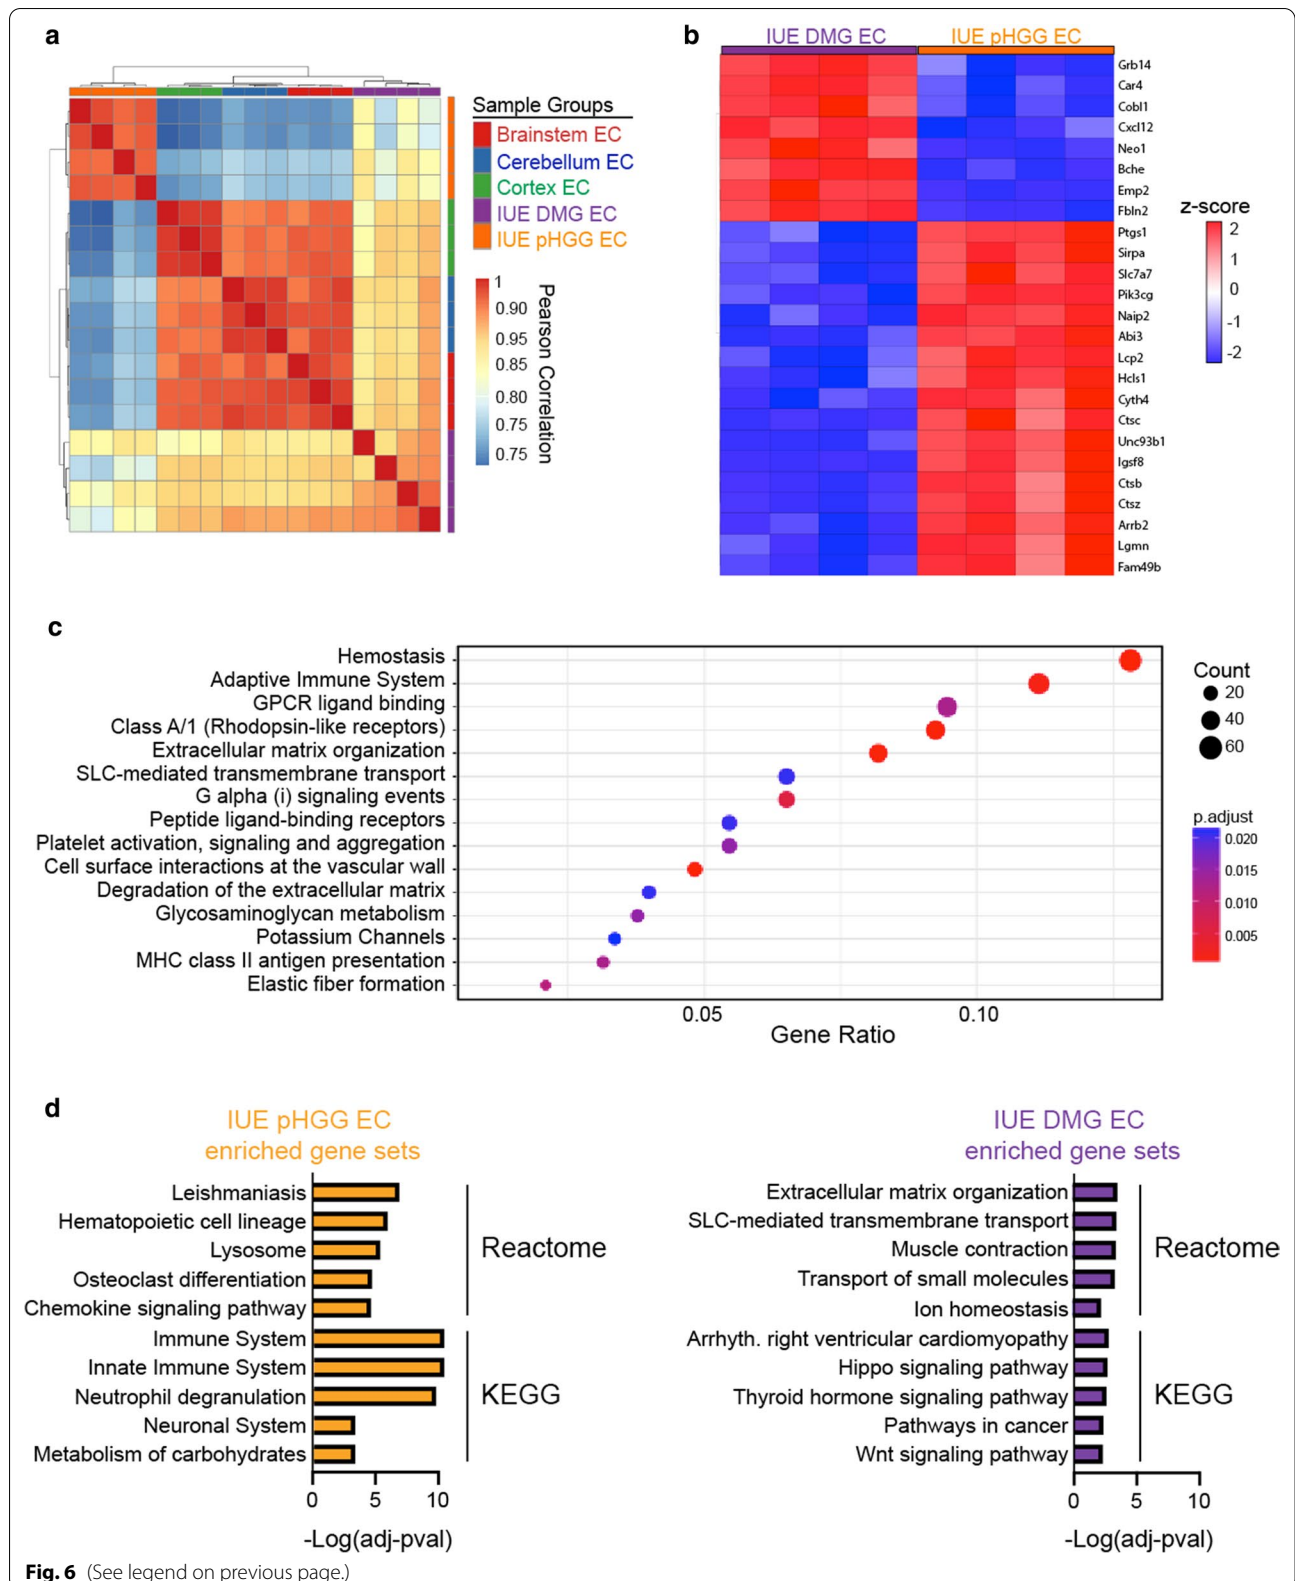 a
Sample Groups
Brainstem EC
Cerebellum EC
Cortex EC
IUE DMG EC
IUE pHGG EC
1
0.90
0.95
0.85
0.80
0.75
0.75
Pearson Correlation
b
IUE DMG EC IUE pHGG EC
Grb14
Car4
Cobl1
Cxcl12
Neo1
Bche
Emp2
Fbln2
Ptgs1
Sirpa
Slc7a7
Pik3cg
Naip2
Abi3
Lcp2
Hcls1
Cyth4
Ctsc
Unc93b1
Igsf8
Ctsb
Ctsz
Arrb2
Lgmn
Fam49b
z-score
2
1
0
-1
-2
c
Hemostasis
Adaptive Immune System
GPCR ligand binding
Class A/1 (Rhodopsin-like receptors)
Extracellular matrix organization
SLC-mediated transmembrane transport
G alpha (i) signaling events
Peptide ligand-binding receptors
Platelet activation, signaling and aggregation
Cell surface interactions at the vascular wall
Degradation of the extracellular matrix
Glycosaminoglycan metabolism
Potassium Channels
MHC class II antigen presentation
Elastic fiber formation
0.05 0.10
Gene Ratio
Count
20
40
60
p.adjust
0.020
0.015
0.010
0.005
d
IUE pHGG EC
enriched gene sets
Leishmaniasis
Hematopoietic cell lineage
Lysosome
Osteoclast differentiation
Chemokine signaling pathway
Reactome
Immune System
Innate Immune System
Neutrophil degranulation
Neuronal System
Metabolism of carbohydrates
KEGG
0 5 10
-Log(adj-pval)
IUE DMG EC
enriched gene sets
Extracellular matrix organization
SLC-mediated transmembrane transport
Muscle contraction
Transport of small molecules
Ion homeostasis
Reactome
Arrhyth. right ventricular cardiomyopathy
Hippo signaling pathway
Thyroid hormone signaling pathway
Pathways in cancer
Wnt signaling pathway
KEGG
0 5 10
-Log(adj-pval)
Fig. 6 (See legend on previous page.)